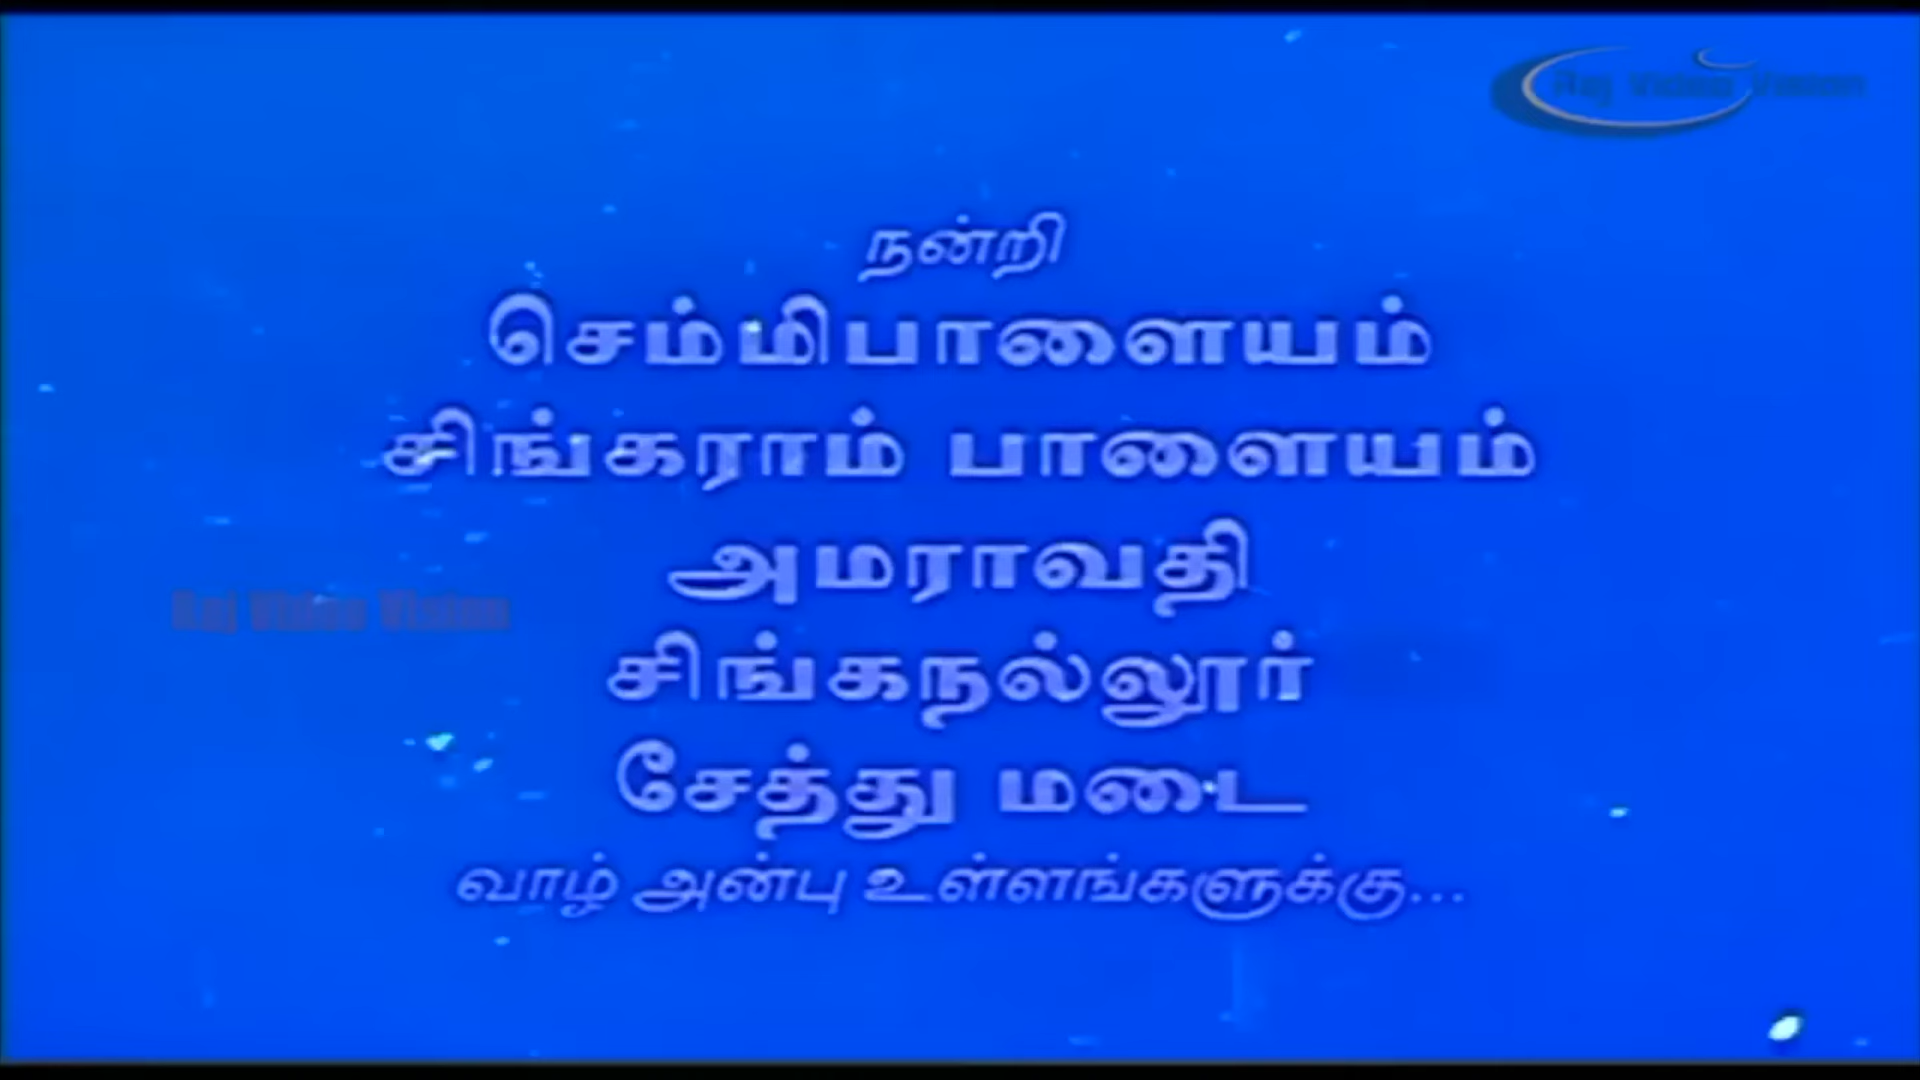 Raj Video Vision
நன்றி
செம்மிபாளையம்
சிங்கராம் பாளையம்
அமராவதி
Raj Video Vision
சிங்கநல்லூர்
சேத்து மடை
வாழ் அன்பு உள்ளங்களுக்கு...